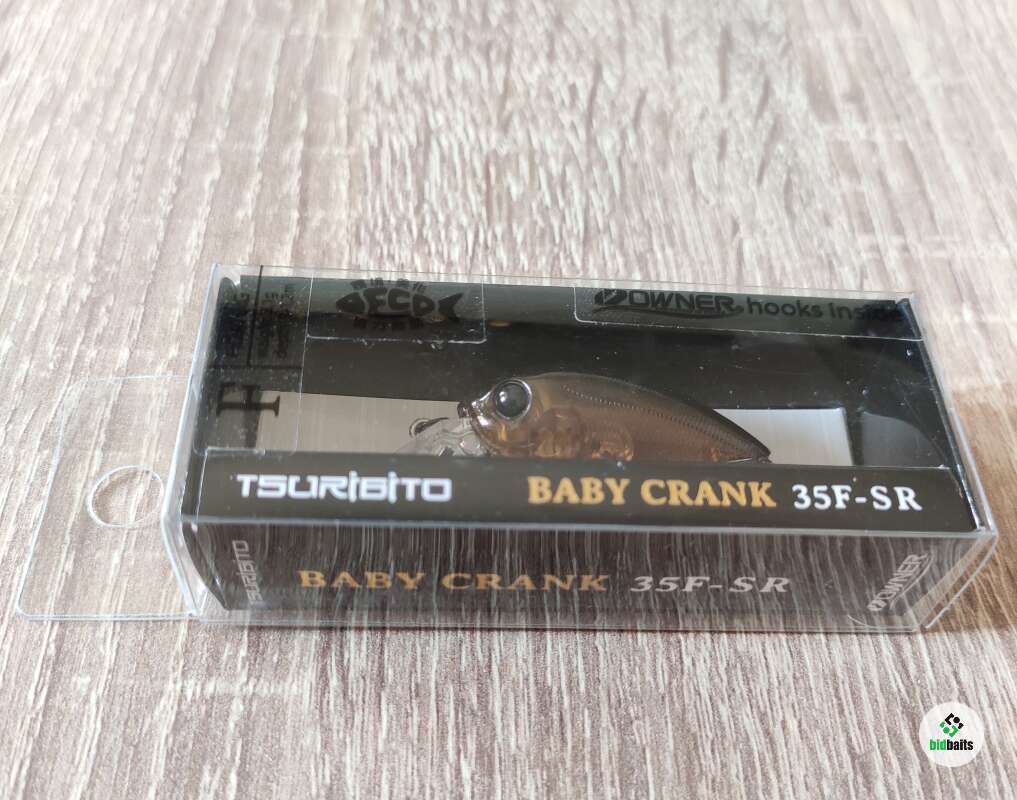 OWNER hooks inside
F
TSURIBITO
BABY CRANK 35F-SR
TSURIBITO
BABY CRANK 35F-SR
OWNER
bidbaits